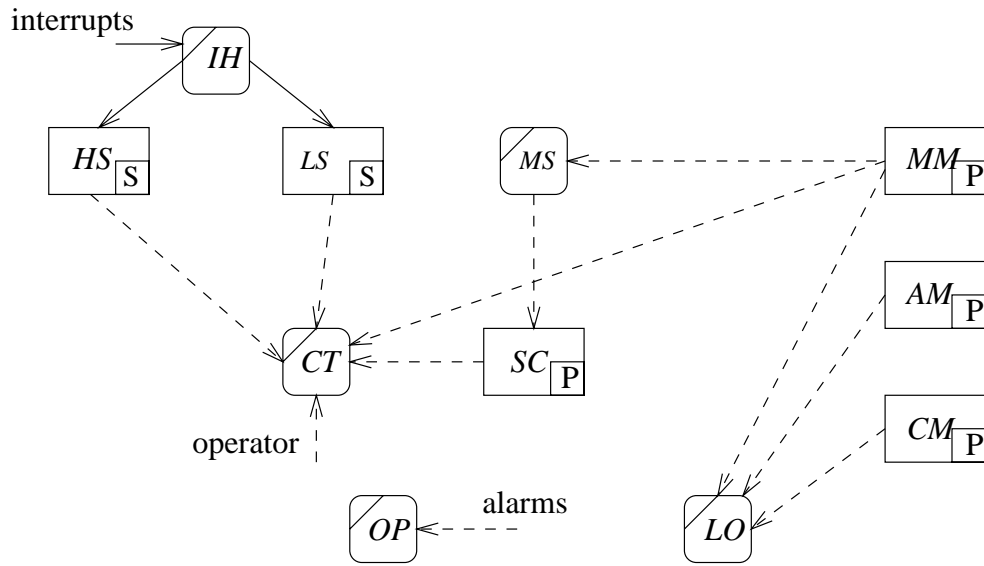 interrupts
IH
HS
S
LS
S
MS
MM
P
AM
P
CT
SC
P
CM
P
operator
OP
alarms
LO